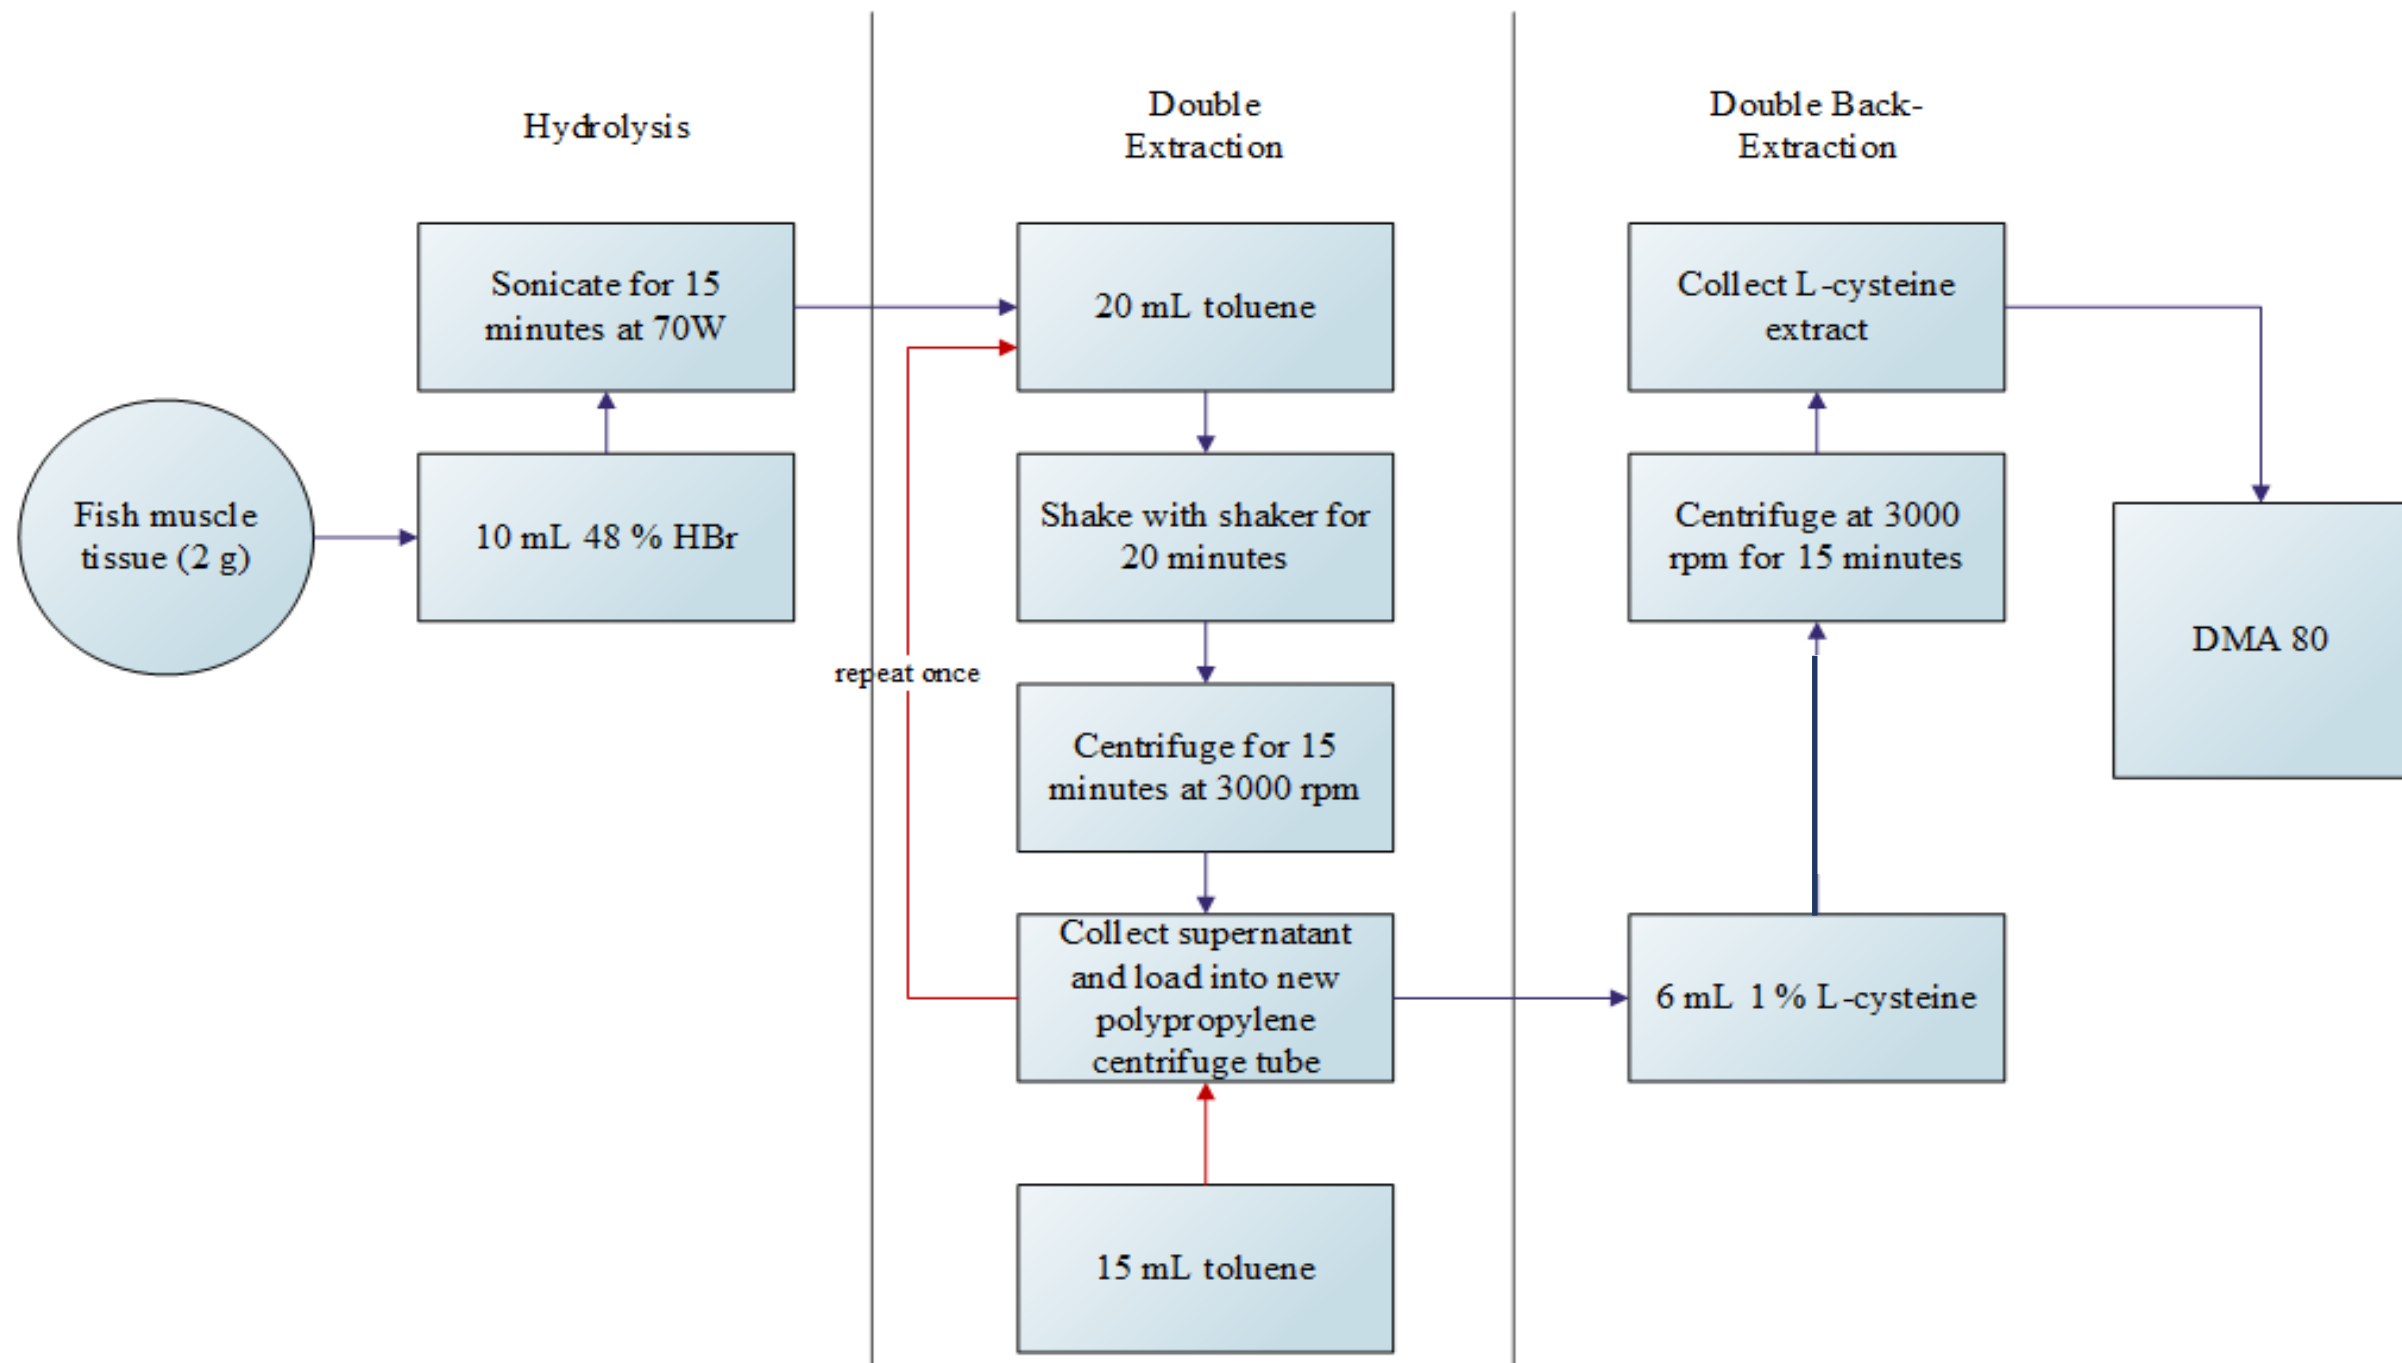 Hydrolysis
Double
Extraction
Double Back-
Extraction
Fish muscle
tissue (2 g)
10 mL 48 % HBr
Sonicate for 15
minutes at 70W
20 mL toluene
Shake with shaker for
20 minutes
Centrifuge for 15
minutes at 3000 rpm
Collect supernatant
and load into new
polypropylene
centrifuge tube
repeat once
15 mL toluene
6 mL 1 % L-cysteine
Centrifuge at 3000
rpm for 15 minutes
Collect L-cysteine
extract
DMA 80